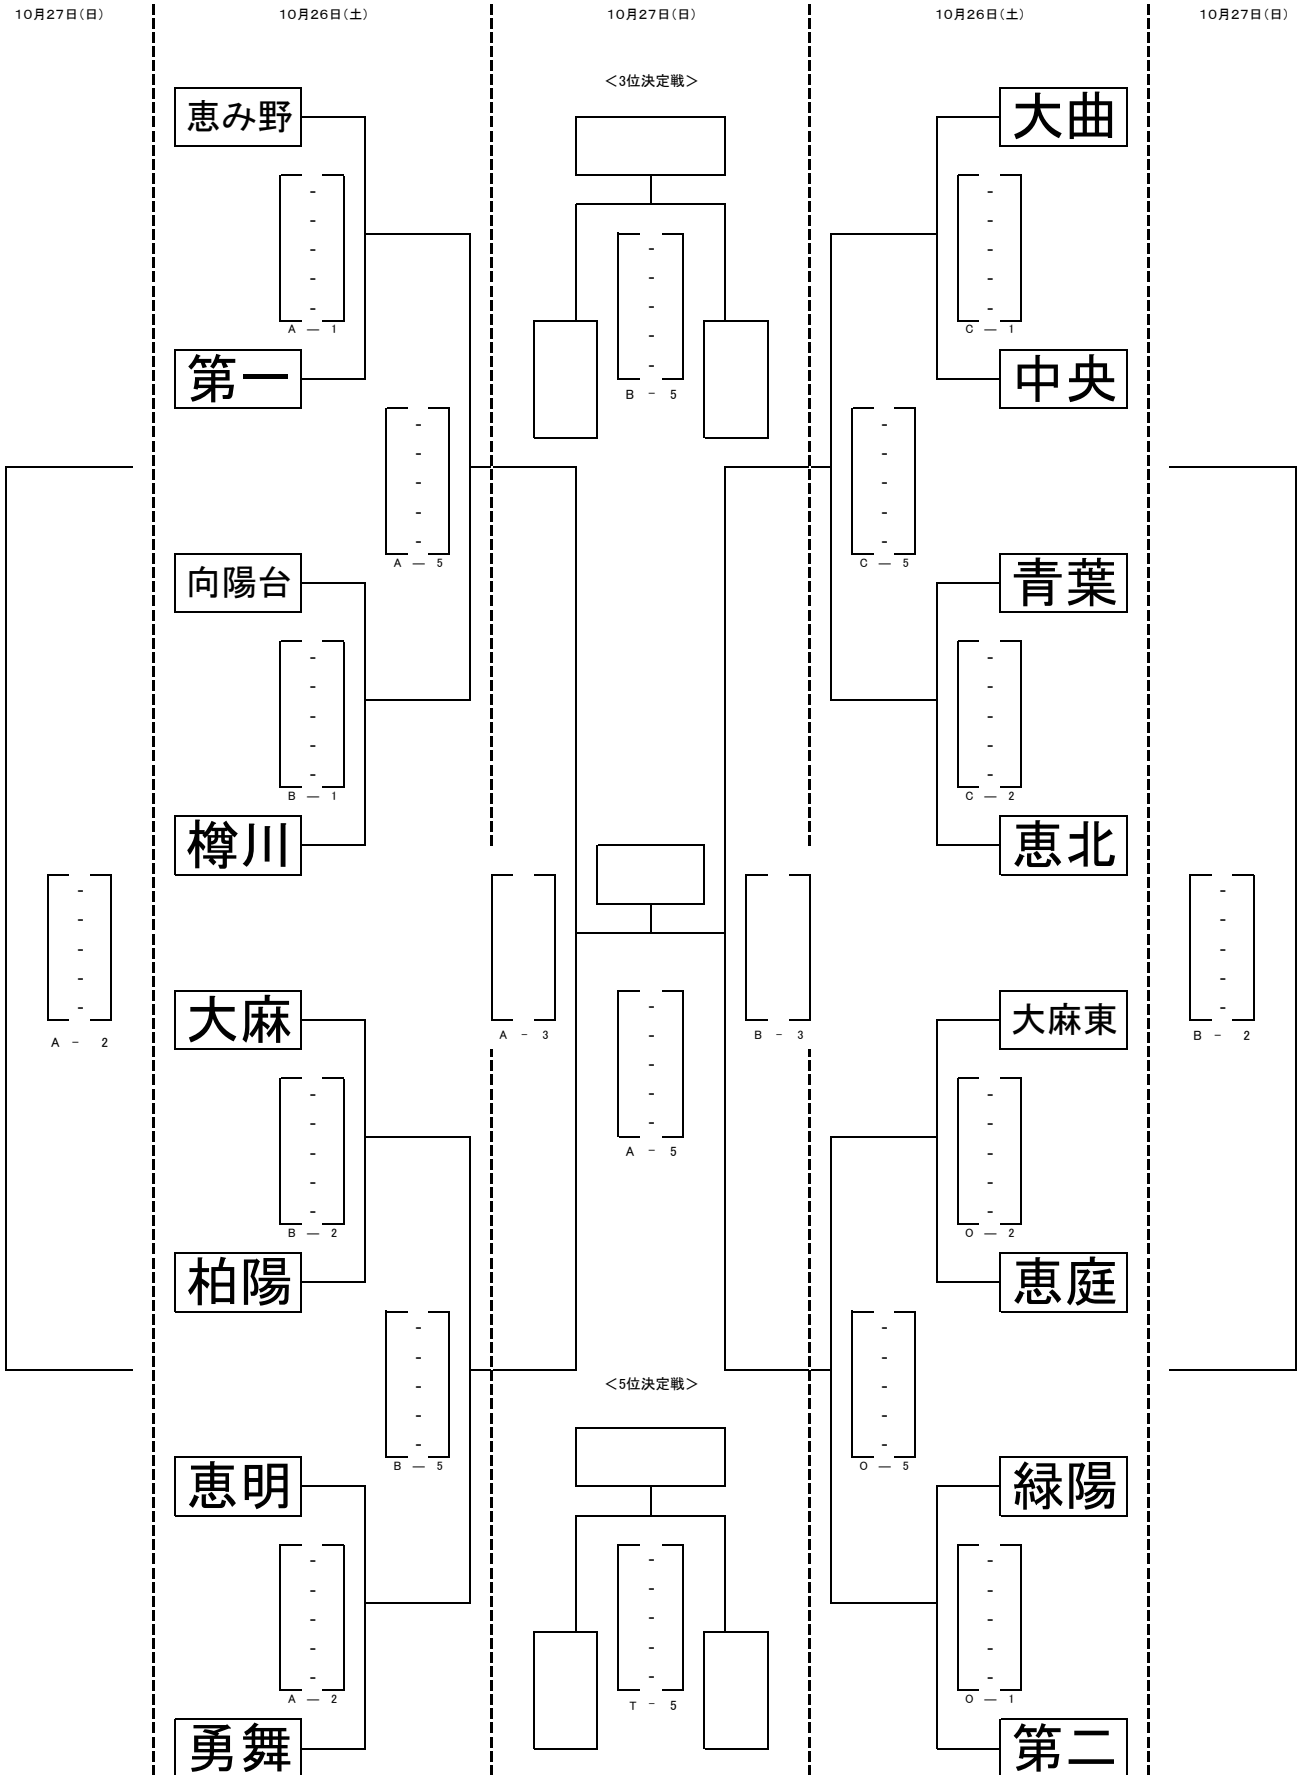 10月27日(日) 10月26日(土) 10月27日(日) 10月26日(土) 10月27日(日)
＜3位決定戦＞
恵み野 大曲
-
-
-
-
-
A — 1 C — 1
第一 中央
B - 5
A — 5 C — 5
向陽台 青葉
B — 1 C — 2
樽川 恵北
大麻 大麻東
A - 2 A - 3 B - 3 B - 2
A - 5
B — 2 O — 2
柏陽 恵庭
＜5位決定戦＞
B — 5 O — 5
恵明 緑陽
A — 2 T - 5 O — 1
勇舞 第二